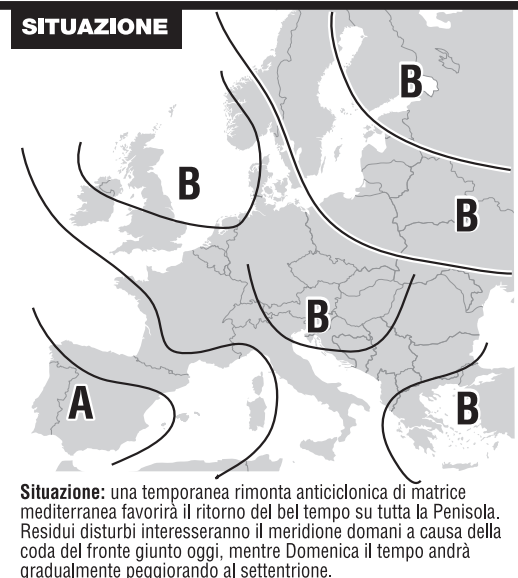 SITUAZIONE
B
B
B
B
A
B
Situazione: una temporanea rimonta anticiclonica di matrice
mediterranea favorirà il ritorno del bel tempo su tutta la Penisola.
Residui disturbi interesseranno il meridione domani a causa della
coda del fronte giunto oggi, mentre Domenica il tempo andrà
gradualmente peggiorando al settentrione.